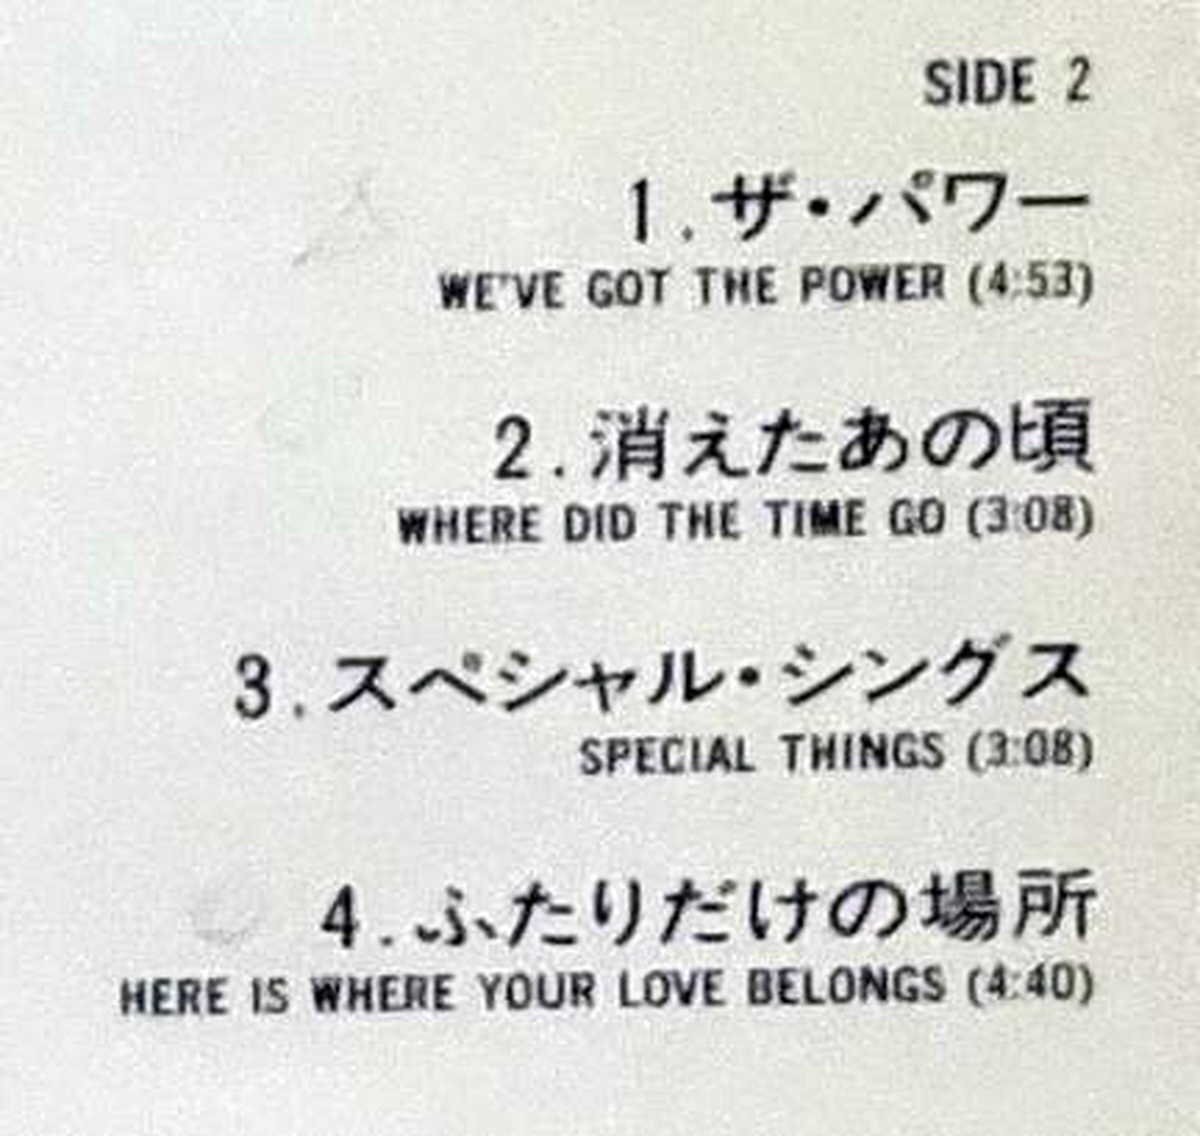 SIDE 2
1.ザ・パワー
WE'VE GOT THE POWER (4:53)
2.消えたあの頃
WHERE DID THE TIME GO (3:08)
3.スペシャル・シングス
SPECIAL THINGS (3:08)
4.ふたりだけの場所
HERE IS WHERE YOUR LOVE BELONGS (4:40)